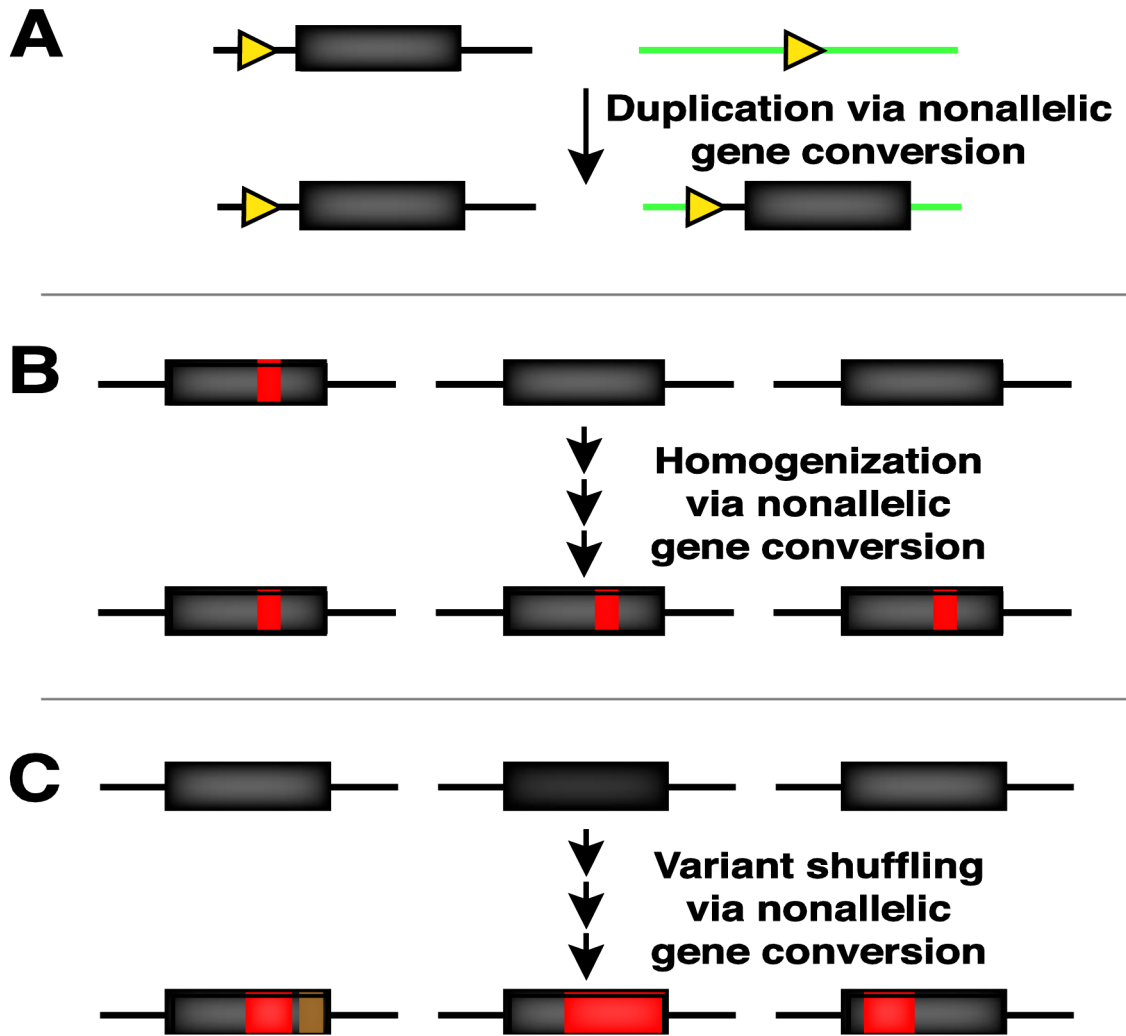 A
Duplication via nonallelic
gene conversion
B
Homogenization
via nonallelic
gene conversion
C
Variant shuffling
via nonallelic
gene conversion